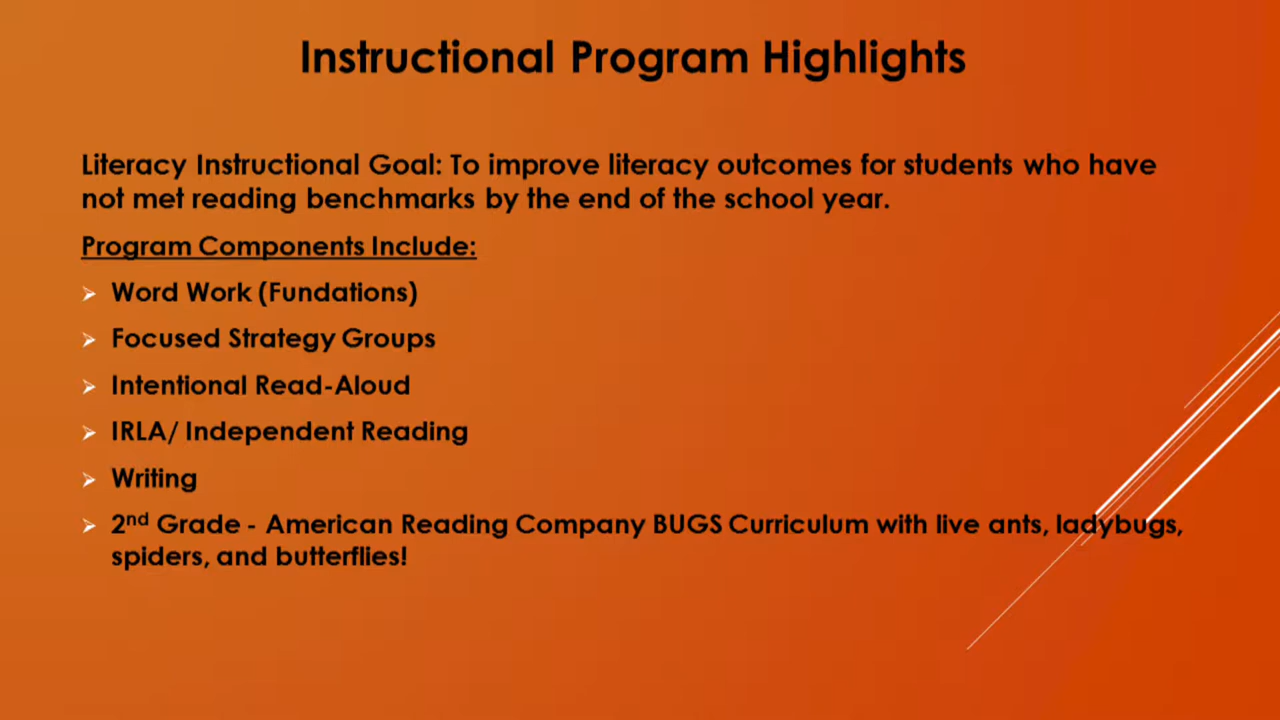 Instructional Program Highlights
Literacy Instructional Goal: To improve literacy outcomes for students who have
not met reading benchmarks by the end of the school year.
Program Components Include:
Word Work (Fundations)
Focused Strategy Groups
Intentional Read-Aloud
IRLA/ Independent Reading
Writing
2nd Grade - American Reading Company BUGS Curriculum with live ants, ladybugs,
spiders, and butterflies!